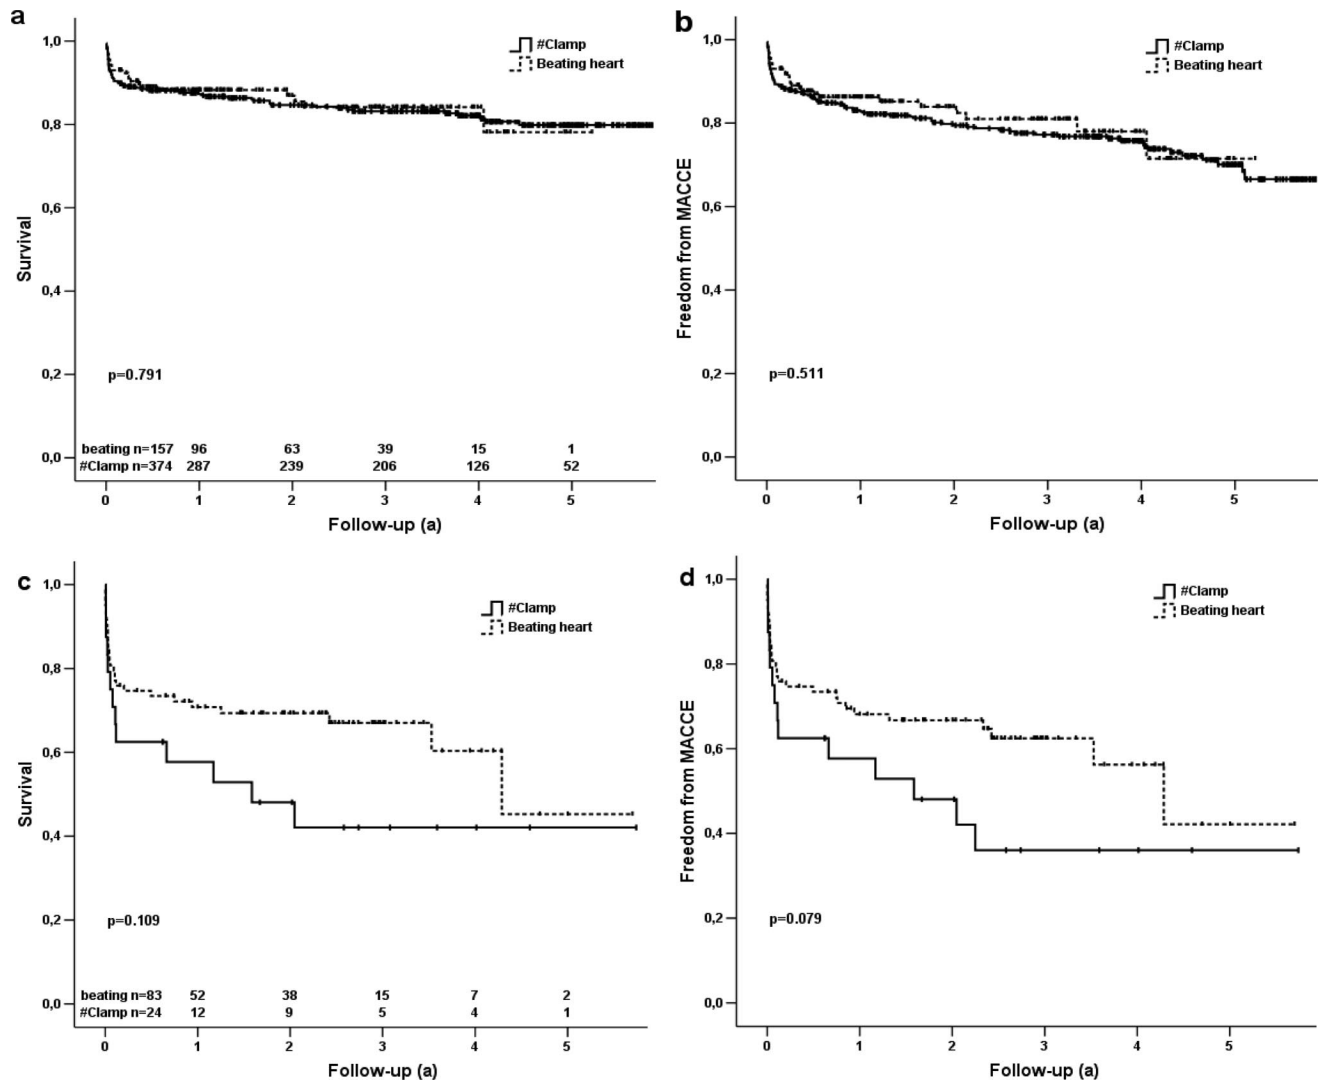 a
1,0
0,8
0,6
0,4
0,2
0,0
Survival
#Clamp
Beating heart
p=0.791
beating n=157 96 63 39 15 1
#Clamp n=374 287 239 206 126 52
0 1 2 3 4 5
Follow-up (a)
b
1,0
0,8
0,6
0,4
0,2
0,0
Freedom from MACCE
#Clamp
Beating heart
p=0.511
0 1 2 3 4 5
Follow-up (a)
c
1,0
0,8
0,6
0,4
0,2
0,0
Survival
#Clamp
Beating heart
p=0.109
beating n=83 52 38 15 7 2
#Clamp n=24 12 9 5 4 1
0 1 2 3 4 5
Follow-up (a)
d
1,0
0,8
0,6
0,4
0,2
0,0
Freedom from MACCE
#Clamp
Beating heart
p=0.079
0 1 2 3 4 5
Follow-up (a)